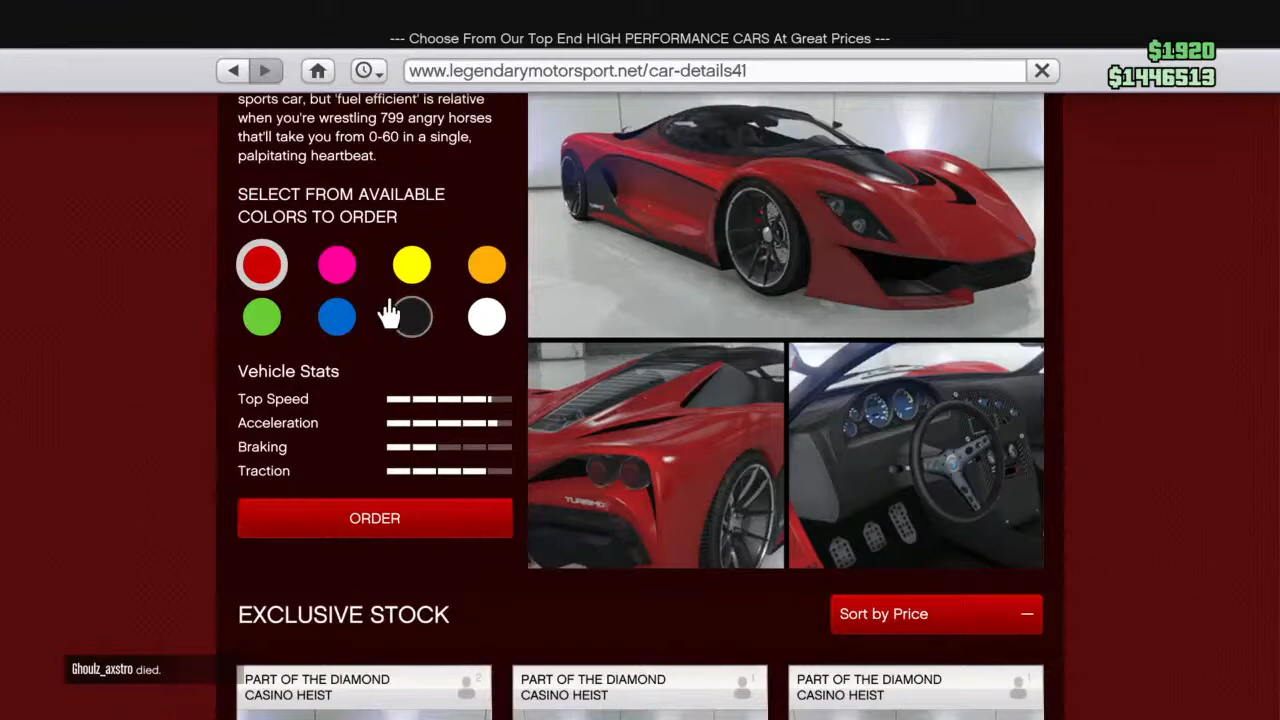 --- Choose From Our Top End HIGH PERFORMANCE CARS At Great Prices ---
$1920
www.legendarymotorsport.net/car-details41
$1446513
sports car, but 'fuel efficient' is relative
when you're wrestling 799 angry horses
that'll take you from 0-60 in a single,
palpitating heartbeat.
SELECT FROM AVAILABLE
COLORS TO ORDER
Vehicle Stats
Top Speed
Acceleration
Braking
Traction
TURISMO
ORDER
EXCLUSIVE STOCK
Sort by Price
Ghoulz_axstro died.
PART OF THE DIAMOND
CASINO HEIST
2
PART OF THE DIAMOND
CASINO HEIST
1
PART OF THE DIAMOND
CASINO HEIST
1